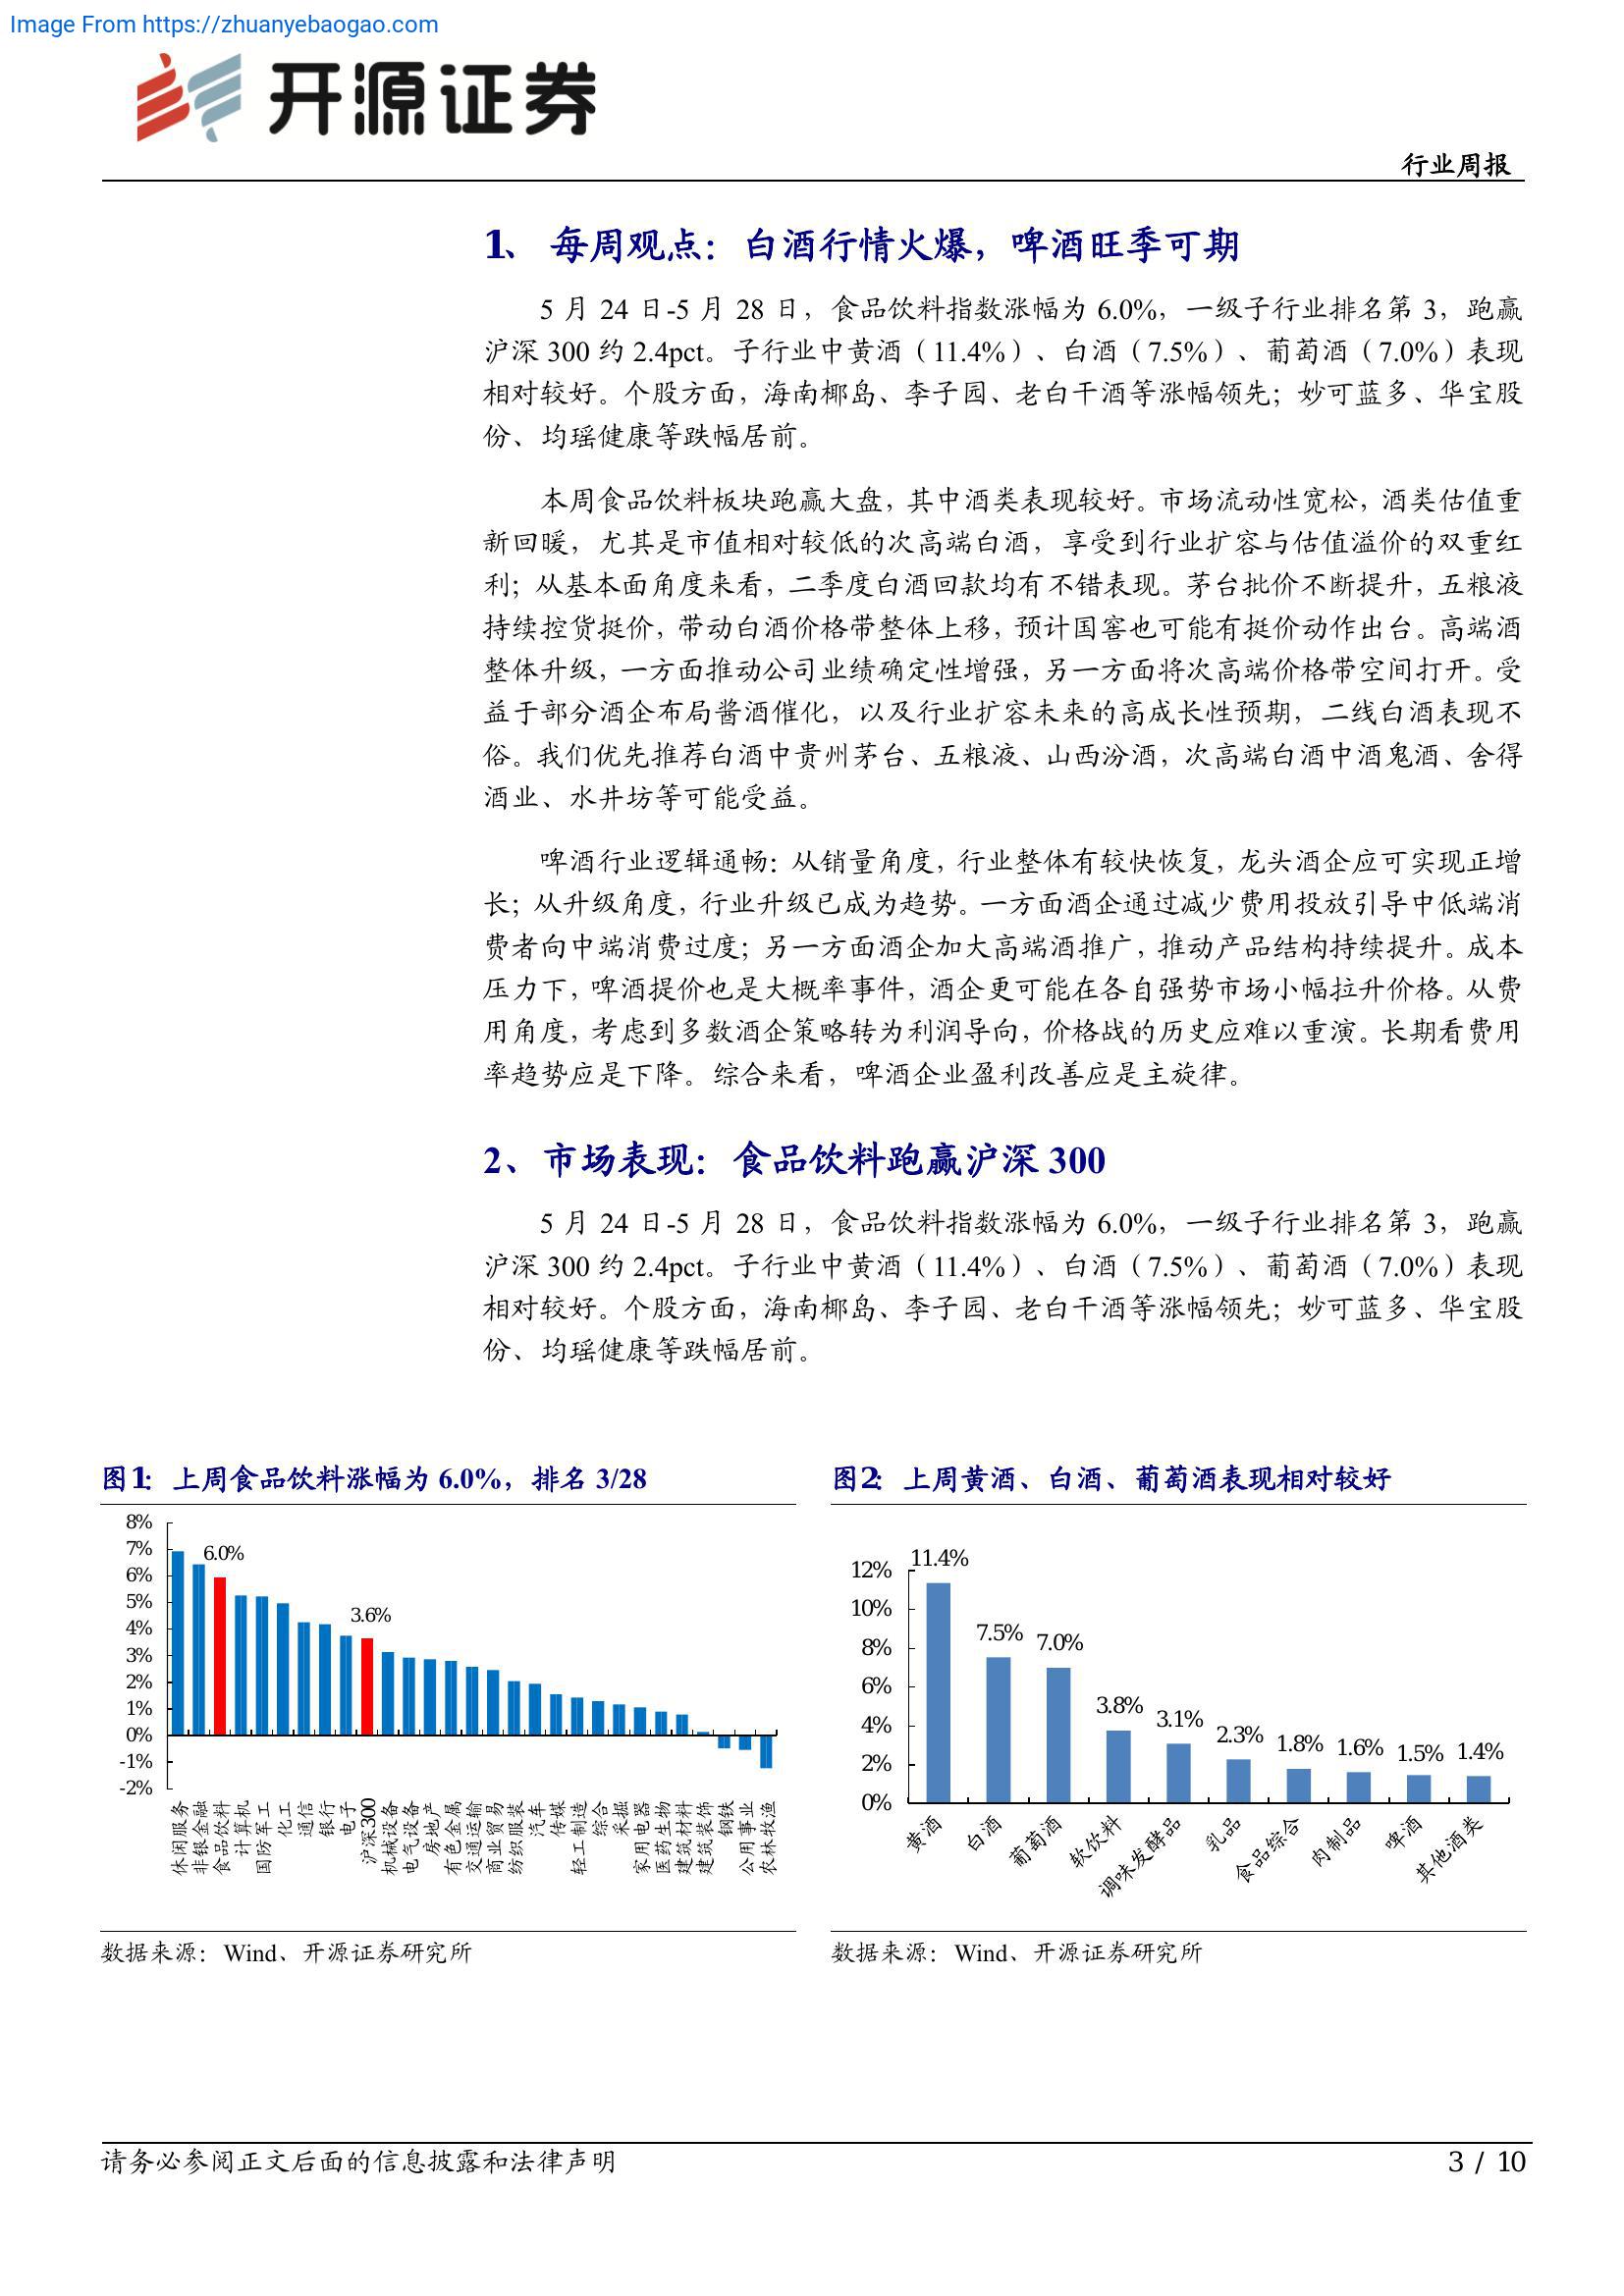 Image From https://zhuanyebaogao.com
开源证券
行业周报
1、 每周观点：白酒行情火爆，啤酒旺季可期
5 月 24 日-5 月 28 日，食品饮料指数涨幅为 6.0%，一级子行业排名第 3，跑赢
沪深 300 约 2.4pct。子行业中黄酒（11.4%）、白酒（7.5%）、葡萄酒（7.0%）表现
相对较好。个股方面，海南椰岛、李子园、老白干酒等涨幅领先；妙可蓝多、华宝股
份、均瑶健康等跌幅居前。
本周食品饮料板块跑赢大盘，其中酒类表现较好。市场流动性宽松，酒类估值重
新回暖，尤其是市值相对较低的次高端白酒，享受到行业扩容与估值溢价的双重红
利；从基本面角度来看，二季度白酒回款均有不错表现。茅台批价不断提升，五粮液
持续控货挺价，带动白酒价格带整体上移，预计国窖也可能有挺价动作出台。高端酒
整体升级，一方面推动公司业绩确定性增强，另一方面将次高端价格带空间打开。受
益于部分酒企布局酱酒催化，以及行业扩容未来的高成长性预期，二线白酒表现不
俗。我们优先推荐白酒中贵州茅台、五粮液、山西汾酒，次高端白酒中酒鬼酒、舍得
酒业、水井坊等可能受益。
啤酒行业逻辑通畅：从销量角度，行业整体有较快恢复，龙头酒企应可实现正增
长；从升级角度，行业升级已成为趋势。一方面酒企通过减少费用投放引导中低端消
费者向中端消费过度；另一方面酒企加大高端酒推广，推动产品结构持续提升。成本
压力下，啤酒提价也是大概率事件，酒企更可能在各自强势市场小幅拉升价格。从费
用角度，考虑到多数酒企策略转为利润导向，价格战的历史应难以重演。长期看费用
率趋势应是下降。综合来看，啤酒企业盈利改善应是主旋律。
2、市场表现：食品饮料跑赢沪深 300
5 月 24 日-5 月 28 日，食品饮料指数涨幅为 6.0%，一级子行业排名第 3，跑赢
沪深 300 约 2.4pct。子行业中黄酒（11.4%）、白酒（7.5%）、葡萄酒（7.0%）表现
相对较好。个股方面，海南椰岛、李子园、老白干酒等涨幅领先；妙可蓝多、华宝股
份、均瑶健康等跌幅居前。
图1：上周食品饮料涨幅为 6.0%，排名 3/28
8%
7%
6%
5%
4%
3%
2%
1%
0%
-1%
-2%
6.0%
3.6%
休闲服务
非银金融
食品饮料
计算机
国防军工
化工
通信
银行
电子
沪深300
机械设备
电气设备
房地产
有色金属
交通运输
商业贸易
纺织服装
汽车
传媒
轻工制造
综合
采掘
家用电器
医药生物
建筑材料
建筑装饰
钢铁
公用事业
农林牧渔
数据来源：Wind、开源证券研究所
图2：上周黄酒、白酒、葡萄酒表现相对较好
12%
10%
8%
6%
4%
2%
0%
11.4%
7.5%
7.0%
3.8%
3.1%
2.3%
1.8%
1.6%
1.5%
1.4%
黄酒
白酒
葡萄酒
软饮料
调味发酵品
乳品
食品综合
肉制品
啤酒
其他酒类
数据来源：Wind、开源证券研究所
请务必参阅正文后面的信息披露和法律声明
3 / 10